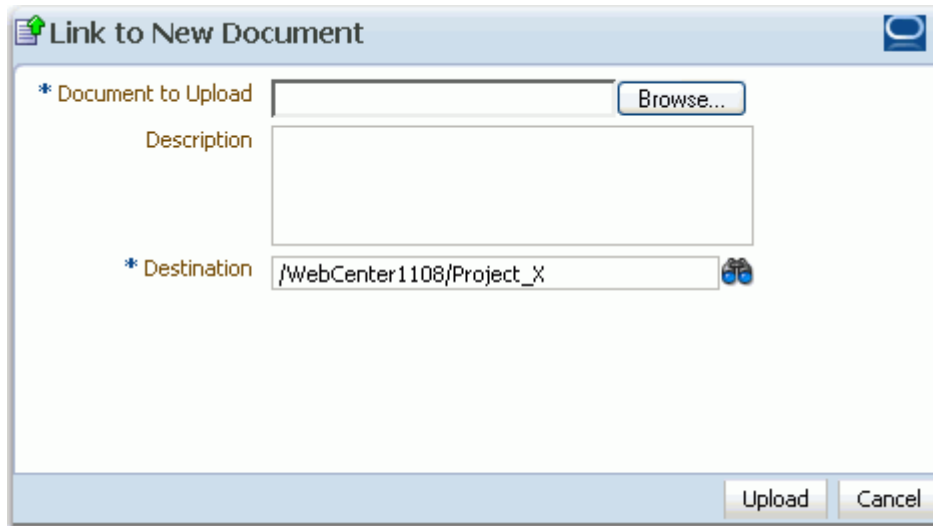 Link to New Document
* Document to Upload Browse...
Description
* Destination /WebCenter1108/Project_X
Upload Cancel